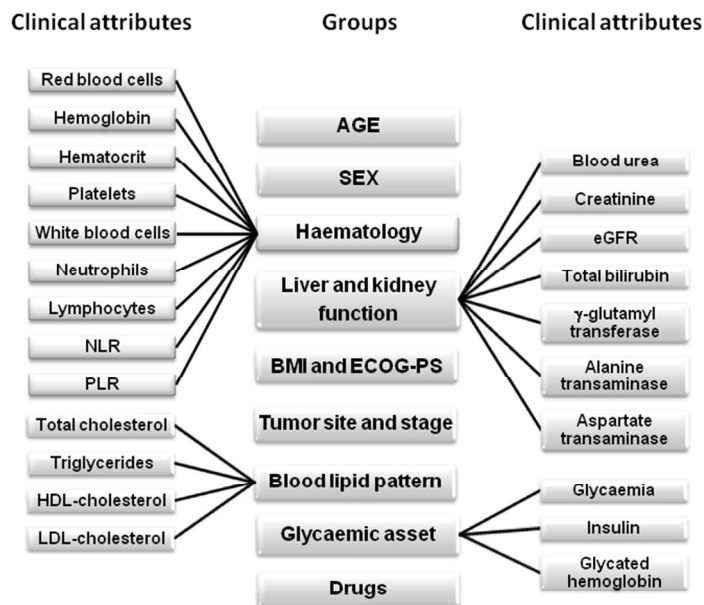 Clinical attributes
Groups
Clinical attributes
Red blood cells
Hemoglobin
Hematocrit
Platelets
White blood cells
Neutrophils
Lymphocytes
NLR
PLR
Total cholesterol
Triglycerides
HDL-cholesterol
LDL-cholesterol
AGE
SEX
Haematology
Liver and kidney
function
BMI and ECOG-PS
Tumor site and stage
Blood lipid pattern
Glycaemic asset
Drugs
Blood urea
Creatinine
eGFR
Total bilirubin
γ-glutamyl
transferase
Alanine
transaminase
Aspartate
transaminase
Glycaemia
Insulin
Glycated
hemoglobin